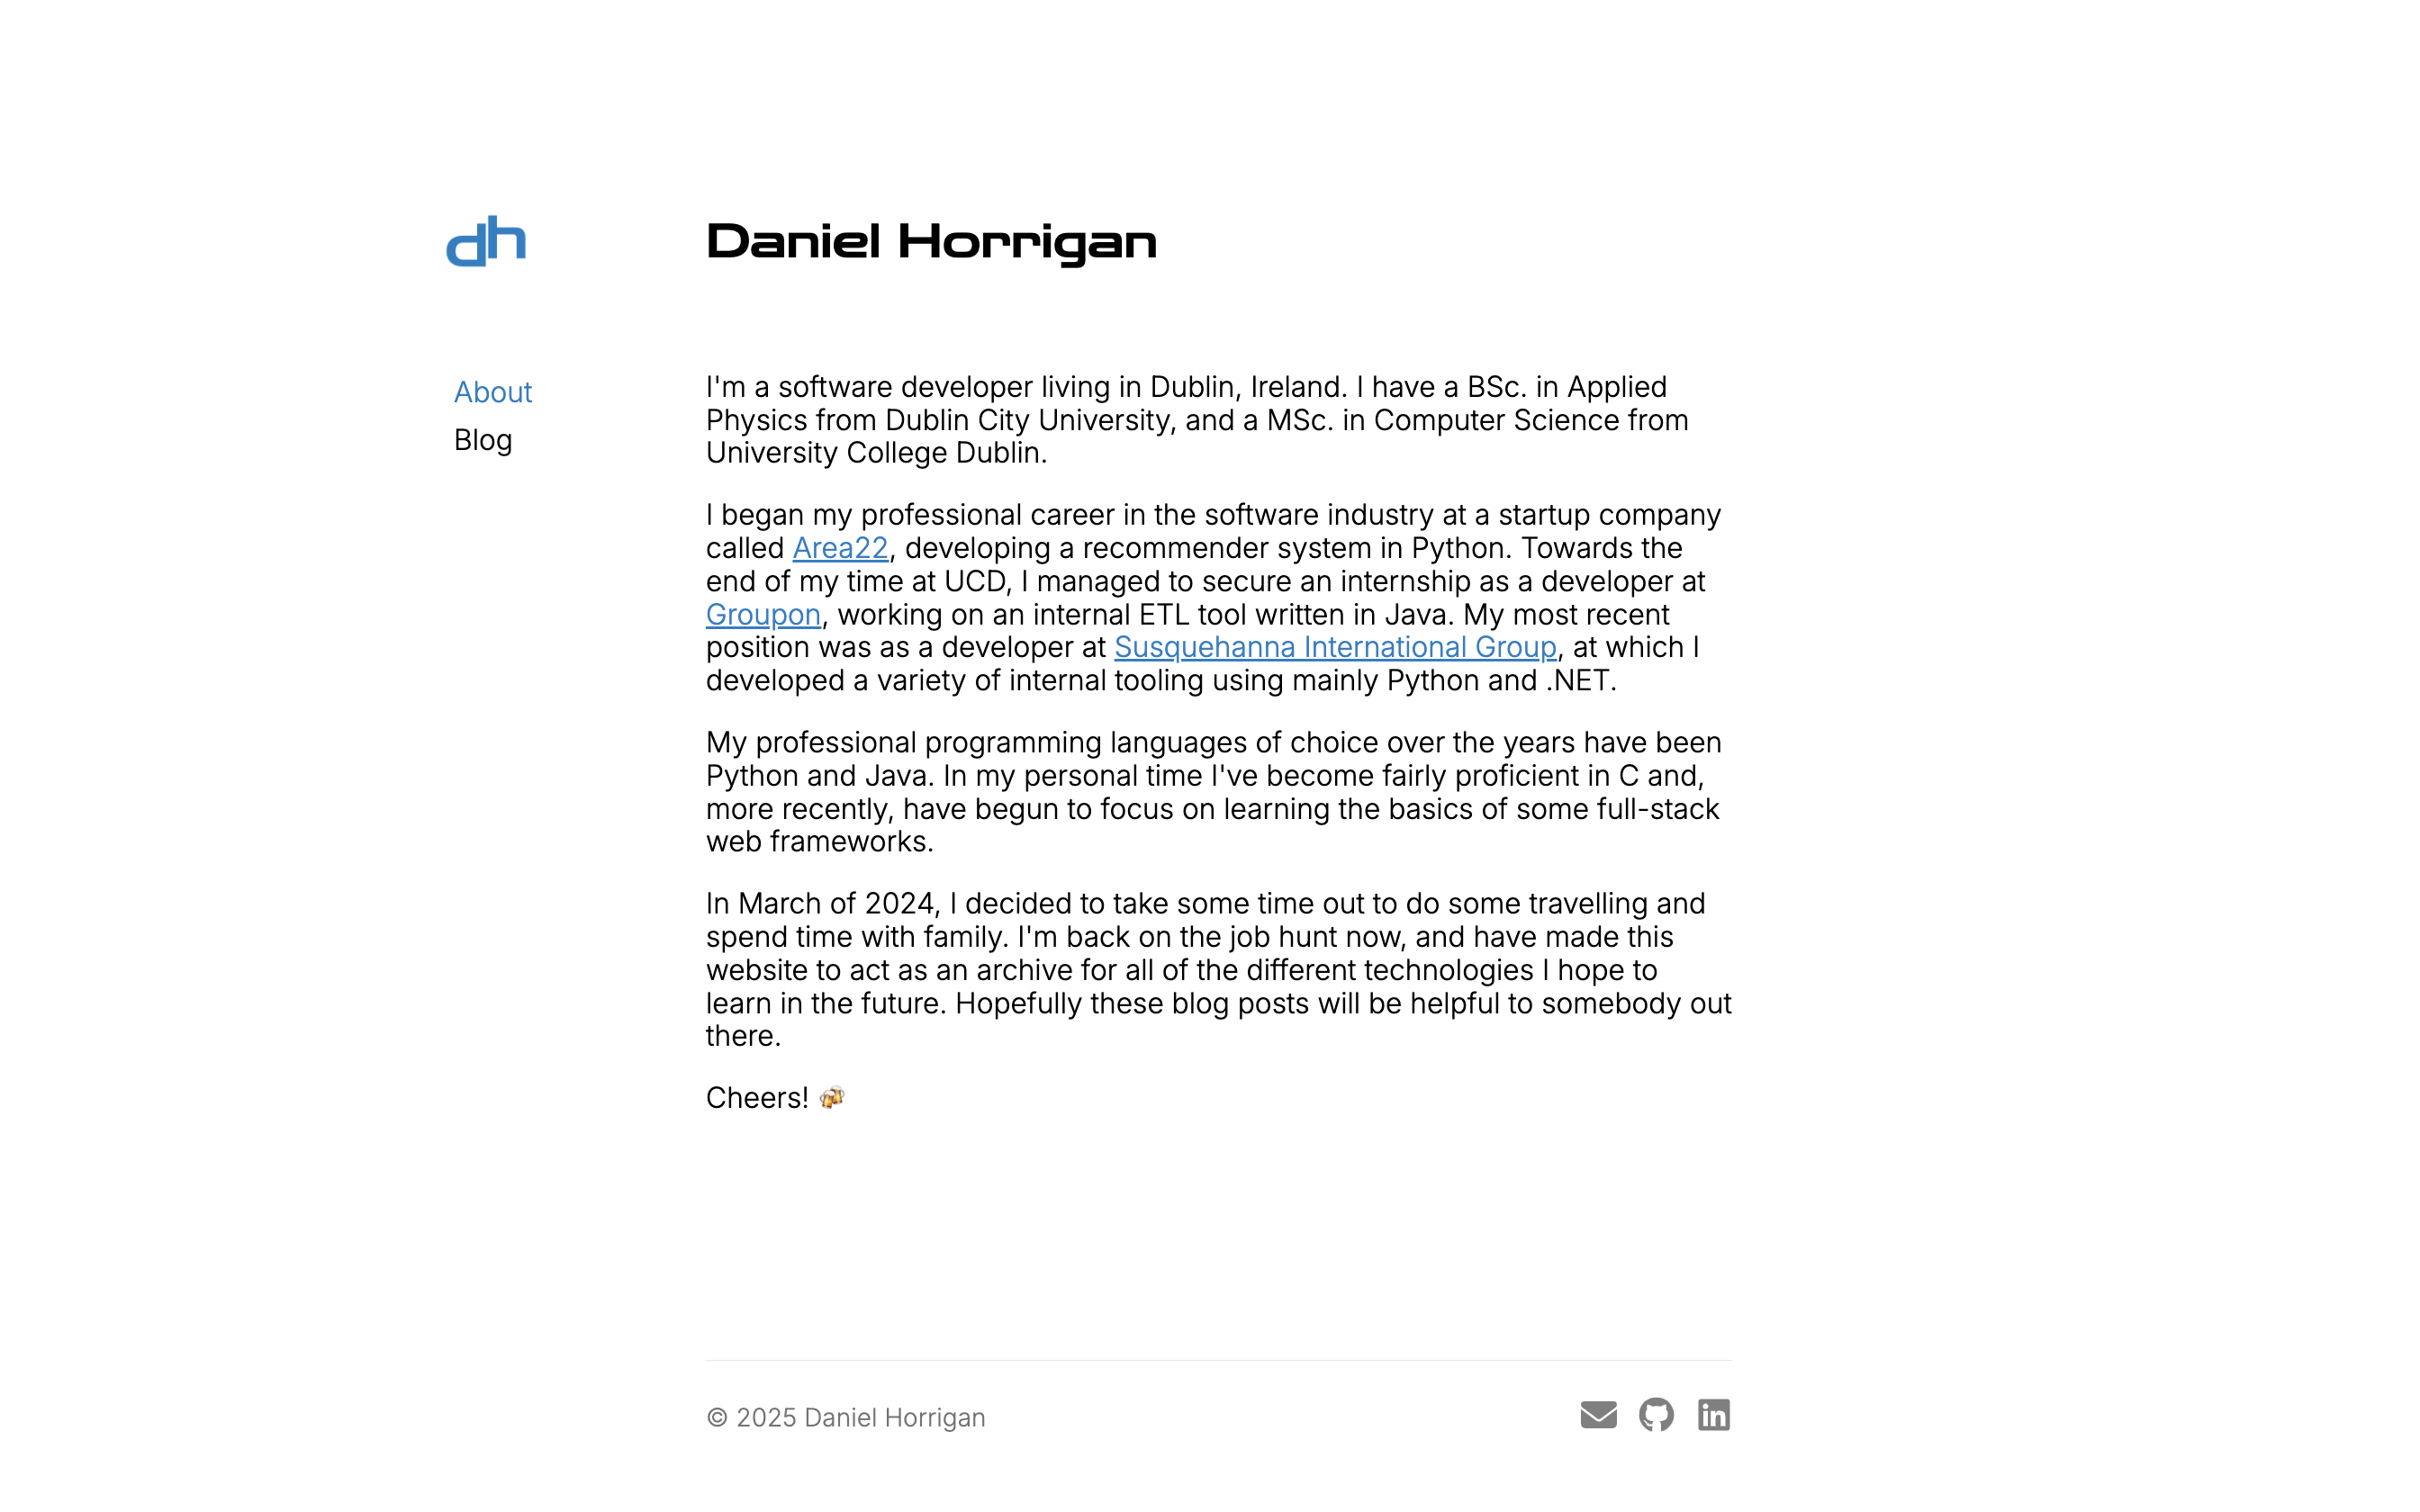 dh
Daniel Horrigan
About
Blog
I'm a software developer living in Dublin, Ireland. I have a BSc. in Applied
Physics from Dublin City University, and a MSc. in Computer Science from
University College Dublin.
I began my professional career in the software industry at a startup company
called Area22, developing a recommender system in Python. Towards the
end of my time at UCD, I managed to secure an internship as a developer at
Groupon, working on an internal ETL tool written in Java. My most recent
position was as a developer at Susquehanna International Group, at which I
developed a variety of internal tooling using mainly Python and .NET.
My professional programming languages of choice over the years have been
Python and Java. In my personal time I've become fairly proficient in C and,
more recently, have begun to focus on learning the basics of some full-stack
web frameworks.
In March of 2024, I decided to take some time out to do some travelling and
spend time with family. I'm back on the job hunt now, and have made this
website to act as an archive for all of the different technologies I hope to
learn in the future. Hopefully these blog posts will be helpful to somebody out
there.
Cheers! 🍻
© 2025 Daniel Horrigan
in